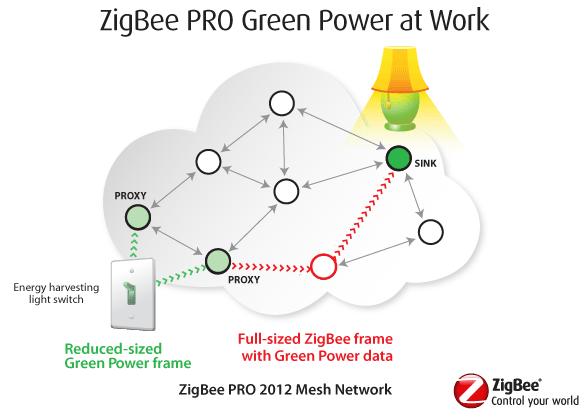 ZigBee PRO Green Power at Work
SINK
PROXY
PROXY
Energy harvesting
light switch
Reduced-sized
Green Power frame
Full-sized ZigBee frame
with Green Power data
ZigBee PRO 2012 Mesh Network
ZigBee®
Control your world